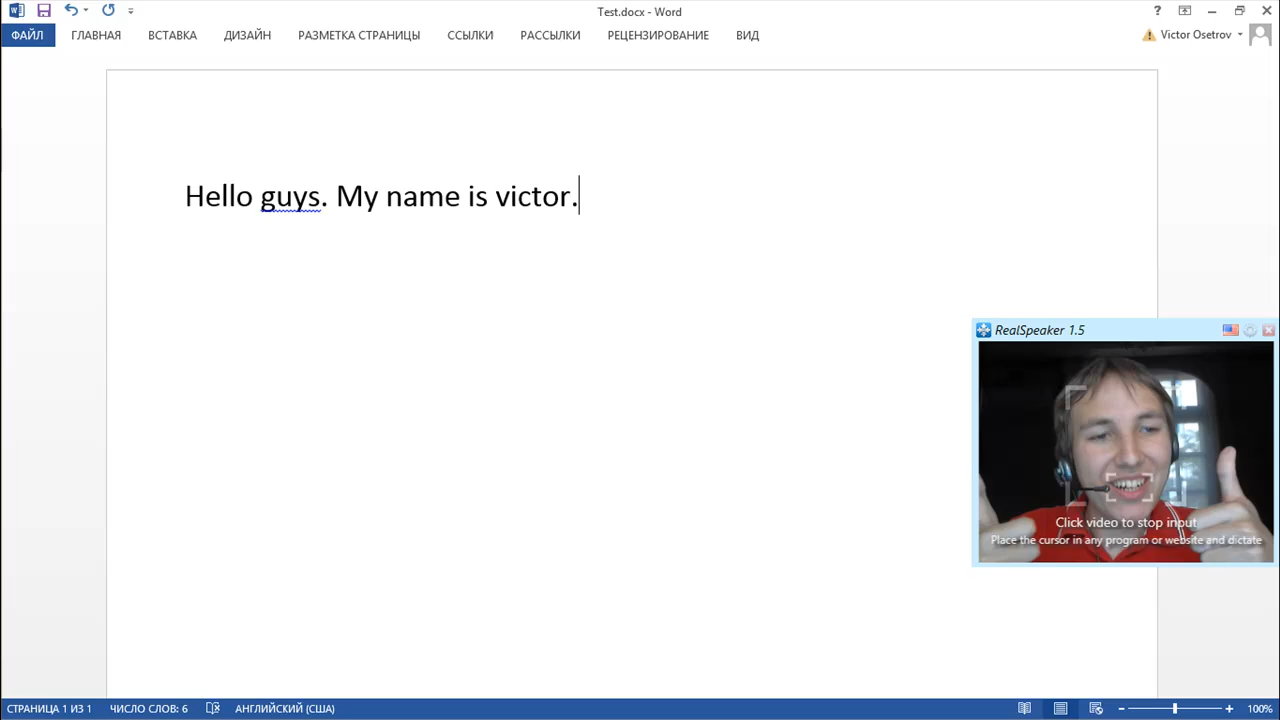 Test.docx - Word
ФАЙЛ ГЛАВНАЯ ВСТАВКА ДИЗАЙН РАЗМЕТКА СТРАНИЦЫ ССЫЛКИ РАССЫЛКИ РЕЦЕНЗИРОВАНИЕ ВИД Victor Osetrov
Hello guys. My name is victor.
RealSpeaker 1.5
Click video to stop input
Place the cursor in any program or website and dictate
СТРАНИЦА 1 ИЗ 1 ЧИСЛО СЛОВ: 6 АНГЛИЙСКИЙ (США) 100%